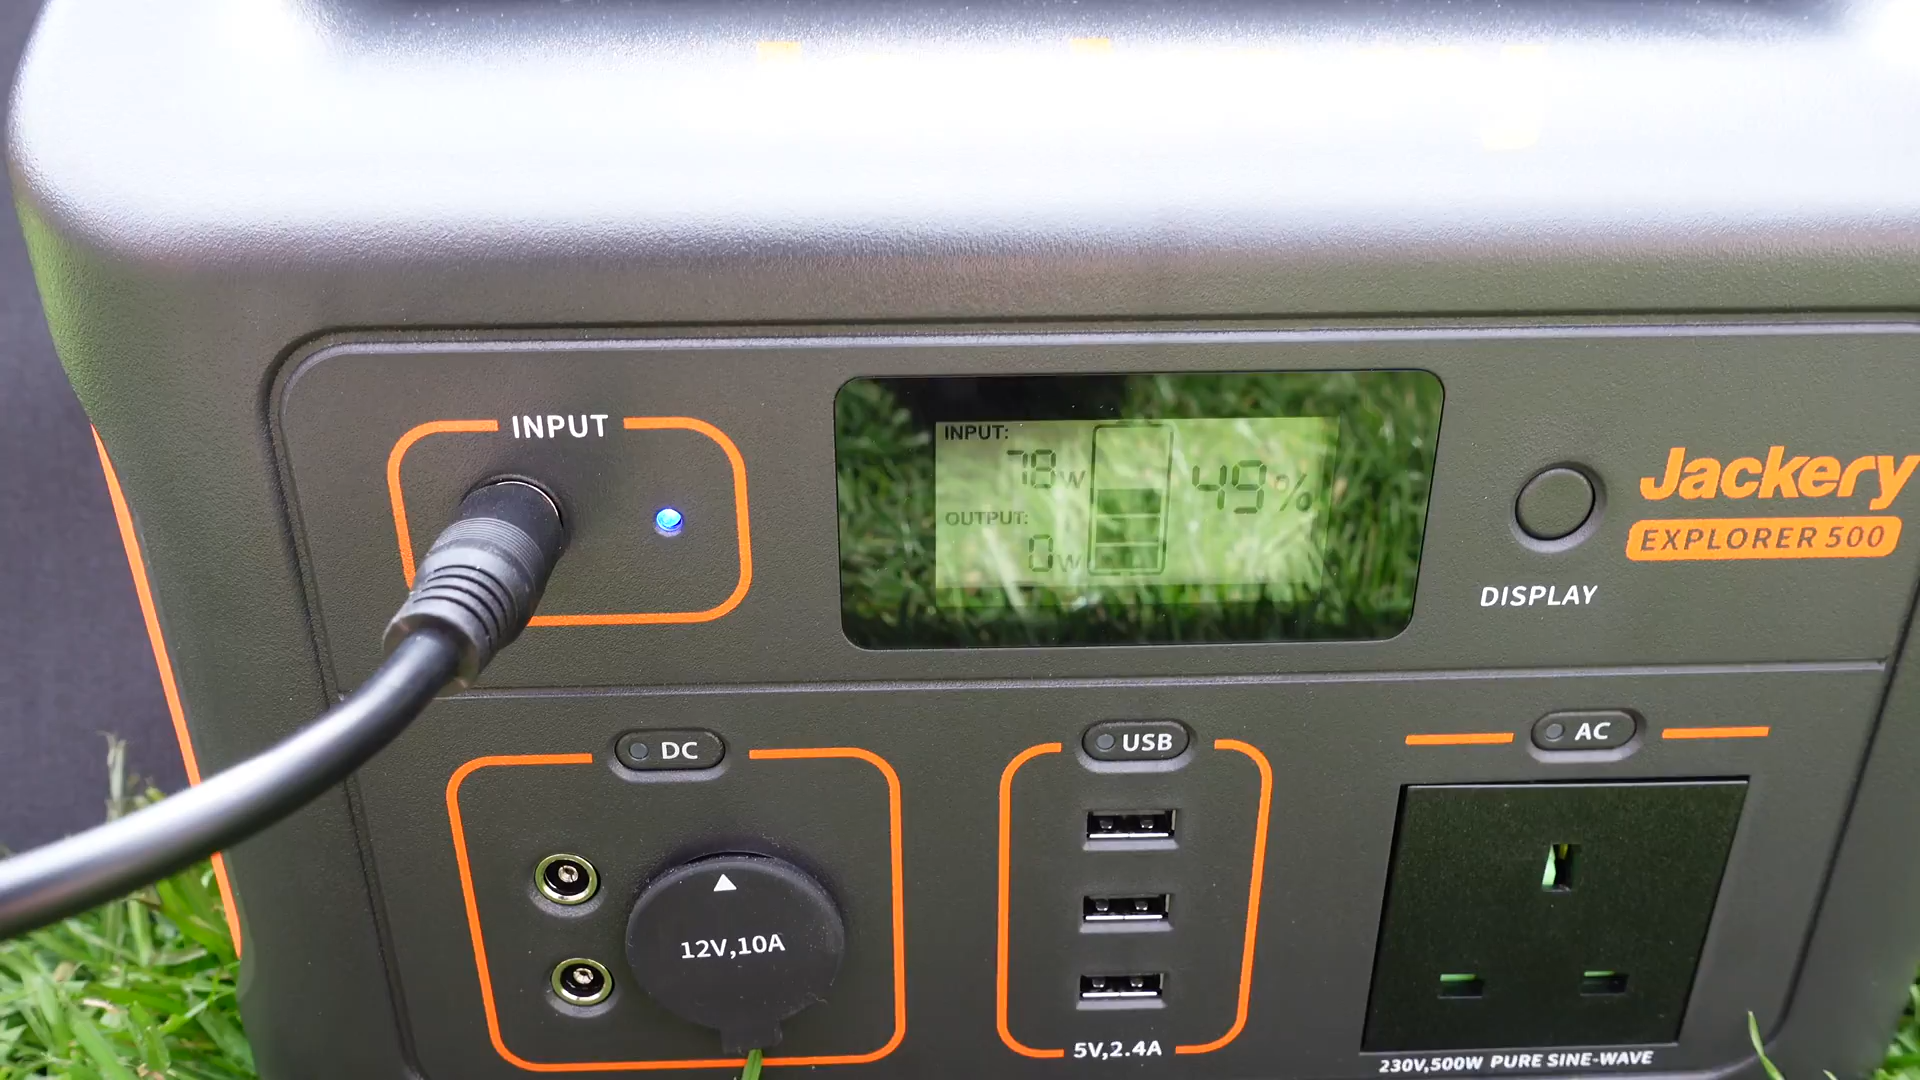 INPUT
INPUT:
78W
49%
OUTPUT:
0W
Jackery
EXPLORER 500
DISPLAY
DC
USB
AC
12V,10A
5V,2.4A
230V,500W PURE SINE-WAVE